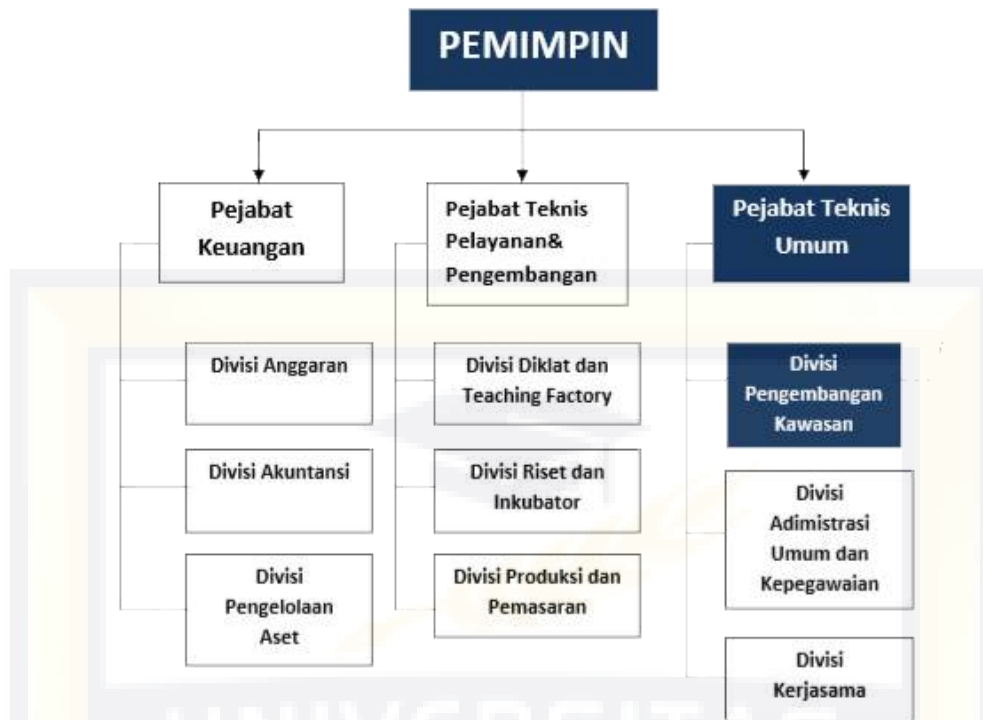 PEMIMPIN
Pejabat
Keuangan
Pejabat Teknis
Pelayanan&
Pengembangan
Pejabat Teknis
Umum
Divisi Anggaran
Divisi Akuntansi
Divisi
Pengelolaan
Aset
Divisi Diklat dan
Teaching Factory
Divisi Riset dan
Inkubator
Divisi Produksi dan
Pemasaran
Divisi
Pengembangan
Kawasan
Divisi
Adimistrasi
Umum dan
Kepegawaian
Divisi
Kerjasama
UNIVERSITAS